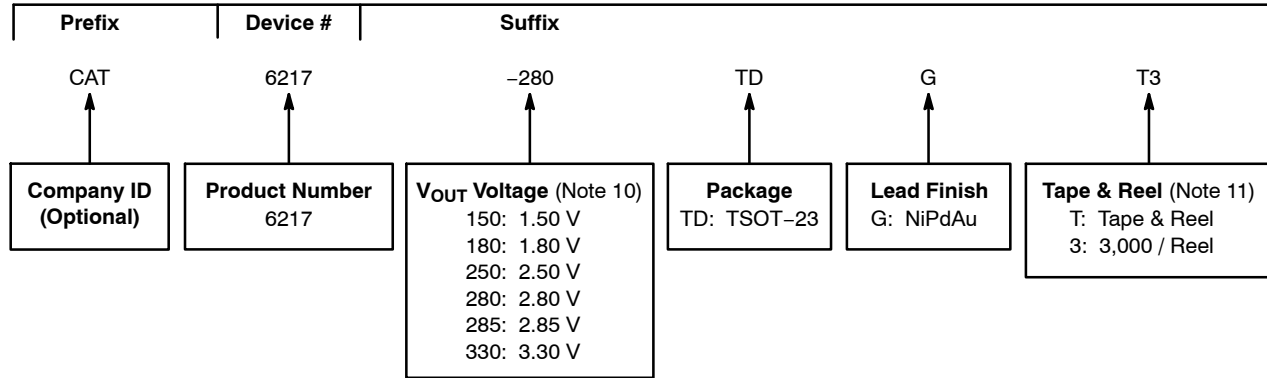 Prefix Device # Suffix
CAT 6217 −280 TD G T3
Company ID
(Optional)
Product Number
6217
VOUT Voltage (Note 10)
150: 1.50 V
180: 1.80 V
250: 2.50 V
280: 2.80 V
285: 2.85 V
330: 3.30 V
Package
TD: TSOT−23
Lead Finish
G: NiPdAu
Tape & Reel (Note 11)
T: Tape & Reel
3: 3,000 / Reel